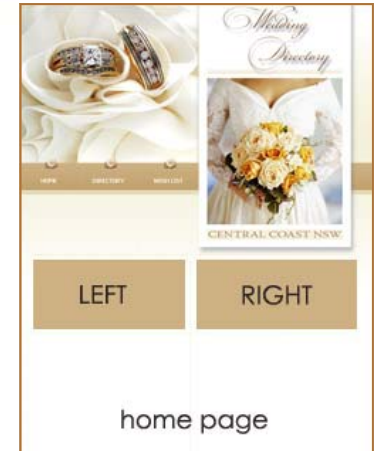 Wedding
Directory
HOME DIRECTORY WISH LIST
CENTRAL COAST NSW
LEFT RIGHT
home page